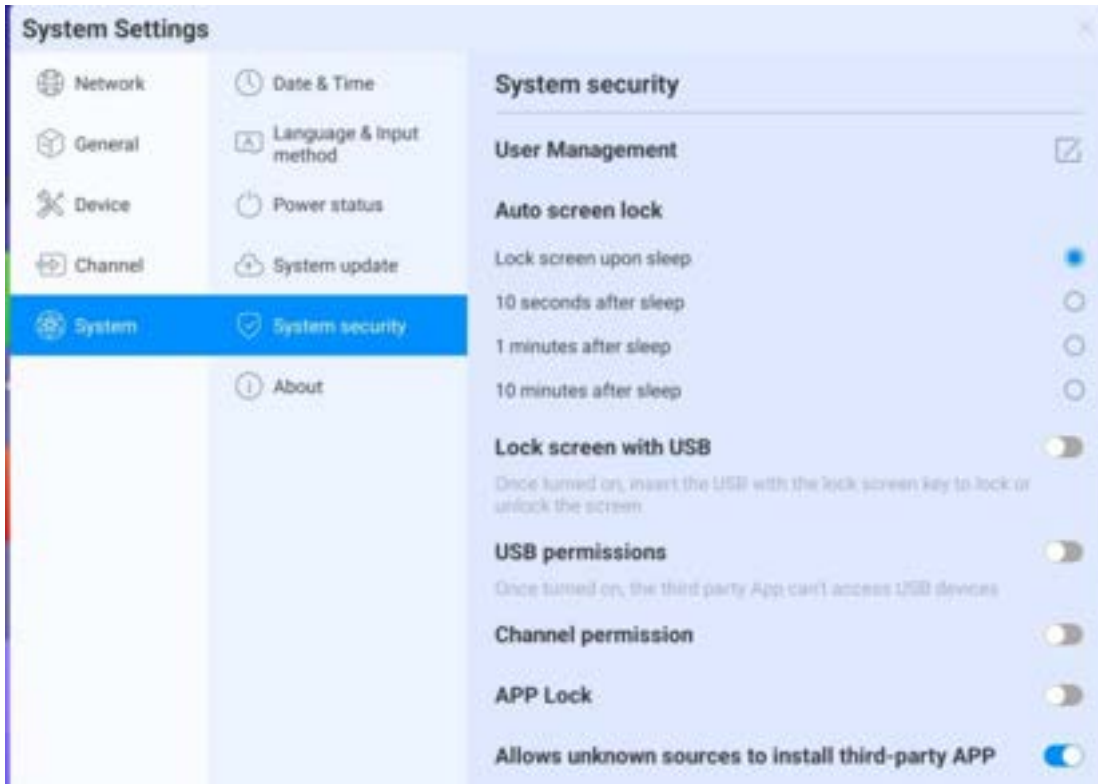 System Settings
Network
General
Device
Channel
System
Date & Time
Language & Input
method
Power status
System update
System security
About
System security
User Management
Auto screen lock
Lock screen upon sleep
10 seconds after sleep
1 minutes after sleep
10 minutes after sleep
Lock screen with USB
Once turned on, insert the USB with the lock screen key to lock or
unlock the screen
USB permissions
Once turned on, the third party App can't access USB devices
Channel permission
APP Lock
Allows unknown sources to install third-party APP